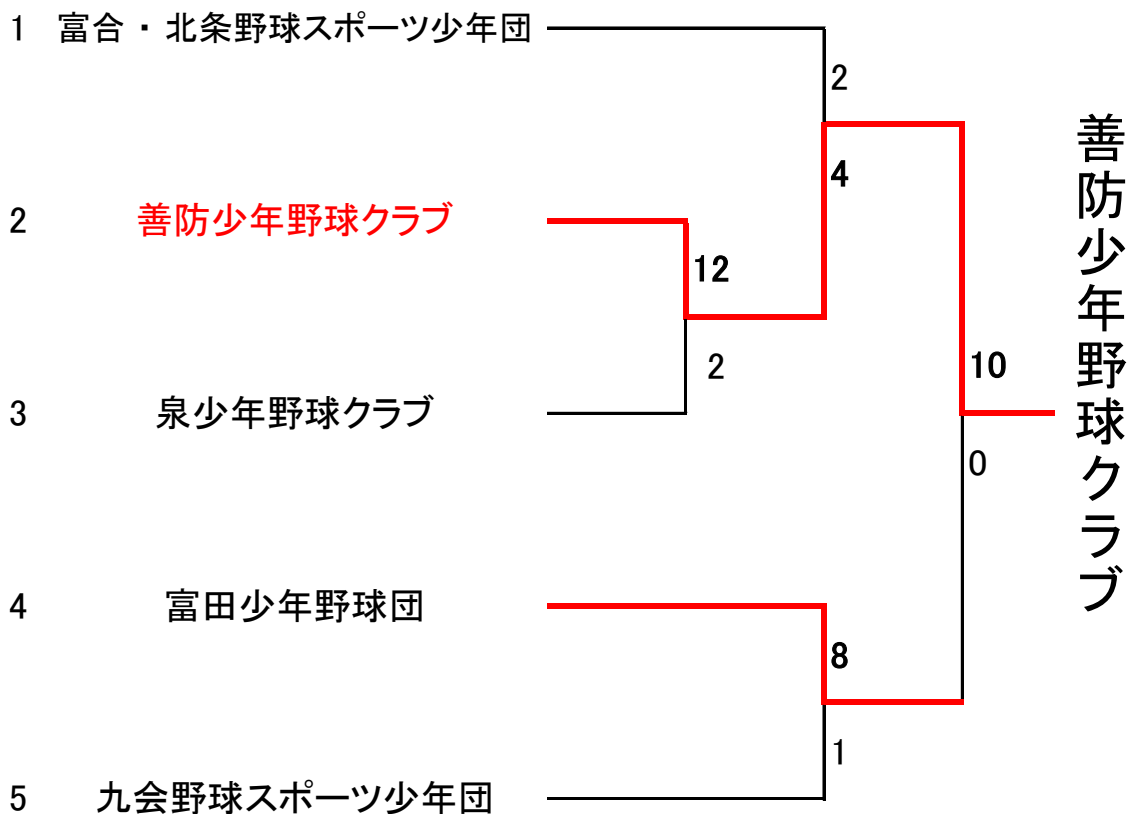 1 富合・北条野球スポーツ少年団
2
4
2 善防少年野球クラブ
12
2
3 泉少年野球クラブ
10
0
善防少年野球クラブ
4 富田少年野球団
8
1
5 九会野球スポーツ少年団